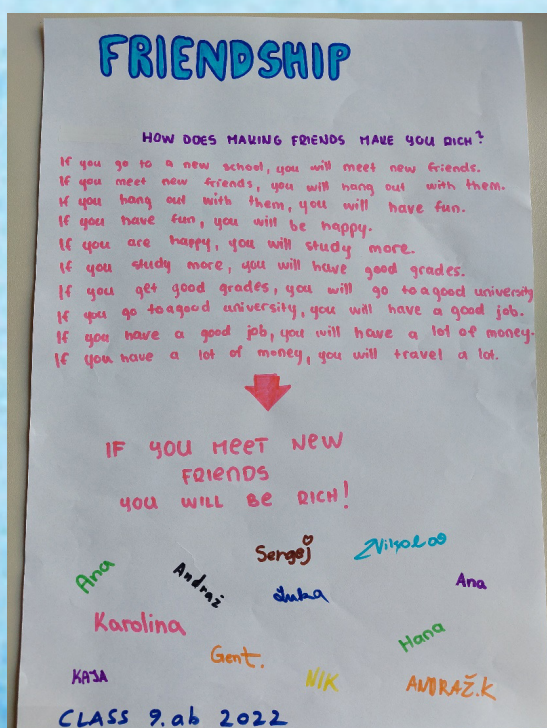 FRIENDSHIP
HOW DOES MAKING FRIENDS MAKE YOU RICH?
If you go to a new school, you will meet new friends.
If you meet new friends, you will hang out with them.
If you hang out with them, you will have fun.
If you have fun, you will be happy.
If you are happy, you will study more.
If you study more, you will have good grades.
If you get good grades, you will go to a good university
If you go to a good university, you will have a good job.
If you have a good job, you will have a lot of money.
If you have a lot of money, you will travel a lot.
IF YOU MEET NEW
FRIENDS
YOU WILL BE RICH!
Sergej
Ana
Andraž
Luka
Ana
Karolina
Hana
Gent.
KAJA
NIK
ANDRAŽ.K
CLASS 9.ab 2022